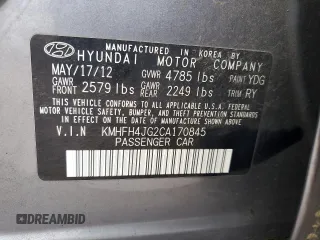 MANUFACTURED IN KOREA BY
HYUNDAI MOTOR COMPANY
MAY/17/12 GVWR 4785 lbs PAINT YDG
GAWR FRONT 2579 lbs GAWR REAR 2249 lbs TRIM RY
THIS VEHICLE CONFORMS TO ALL APPLICABLE U.S. FEDERAL MOTOR
VEHICLE SAFETY, BUMPER, AND THEFT PREVENTION STANDARDS
IN EFFECT ON THE DATE OF MANUFACTURE SHOWN ABOVE.
V.I.N KMHFH4JG2CA170845
PASSENGER CAR
DREAMBID